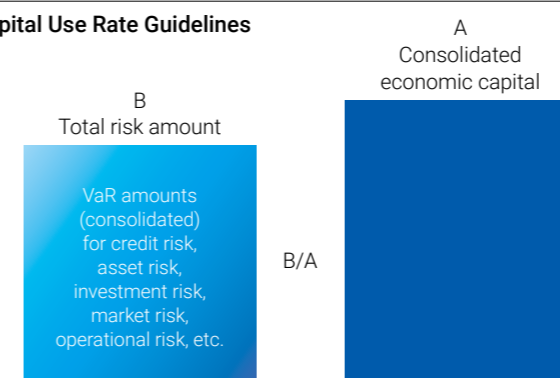 pital Use Rate Guidelines
A
Consolidated
economic capital
B
Total risk amount
VaR amounts
(consolidated)
for credit risk,
asset risk,
investment risk,
market risk,
operational risk, etc.
B/A